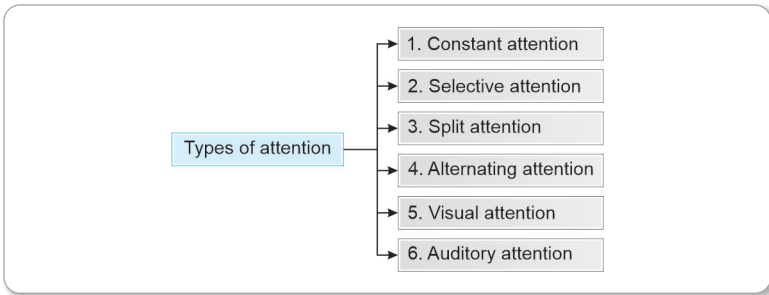 Types of attention
1. Constant attention
2. Selective attention
3. Split attention
4. Alternating attention
5. Visual attention
6. Auditory attention